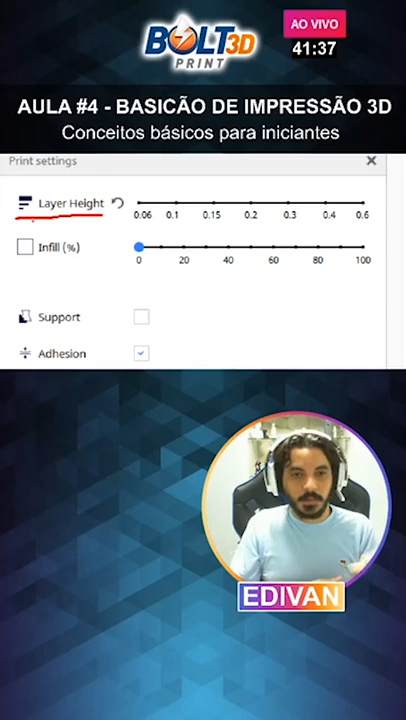 AO VIVO
BOLT3D
PRINT
41:37
AULA #4 - BASICÃO DE IMPRESSÃO 3D
Conceitos básicos para iniciantes
Print settings
Layer Height
0.06 0.1 0.15 0.2 0.3 0.4 0.6
Infill (%)
0 20 40 60 80 100
Support
Adhesion
EDIVAN